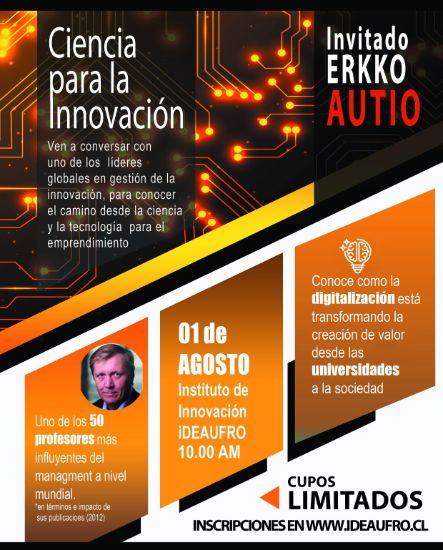 Ciencia
para la
Innovación
Ven a conversar con
uno de los líderes
globales en gestión de la
innovación, para conocer
el camino desde la ciencia
y la tecnología para el
emprendimiento
Invitado
ERKKO
AUTIO
Uno de los 50
profesores más
influyentes del
managment a nivel
mundial.
*en términos e impacto de
sus publicacioes (2012)
01 de
AGOSTO
Instituto de
Innovación
iDEAUFRO
10.00 AM
Conoce como la
digitalización está
transformando la
creación de valor
desde las
universidades
a la sociedad
CUPOS
LIMITADOS
INSCRIPCIONES EN WWW.IDEAUFRO.CL